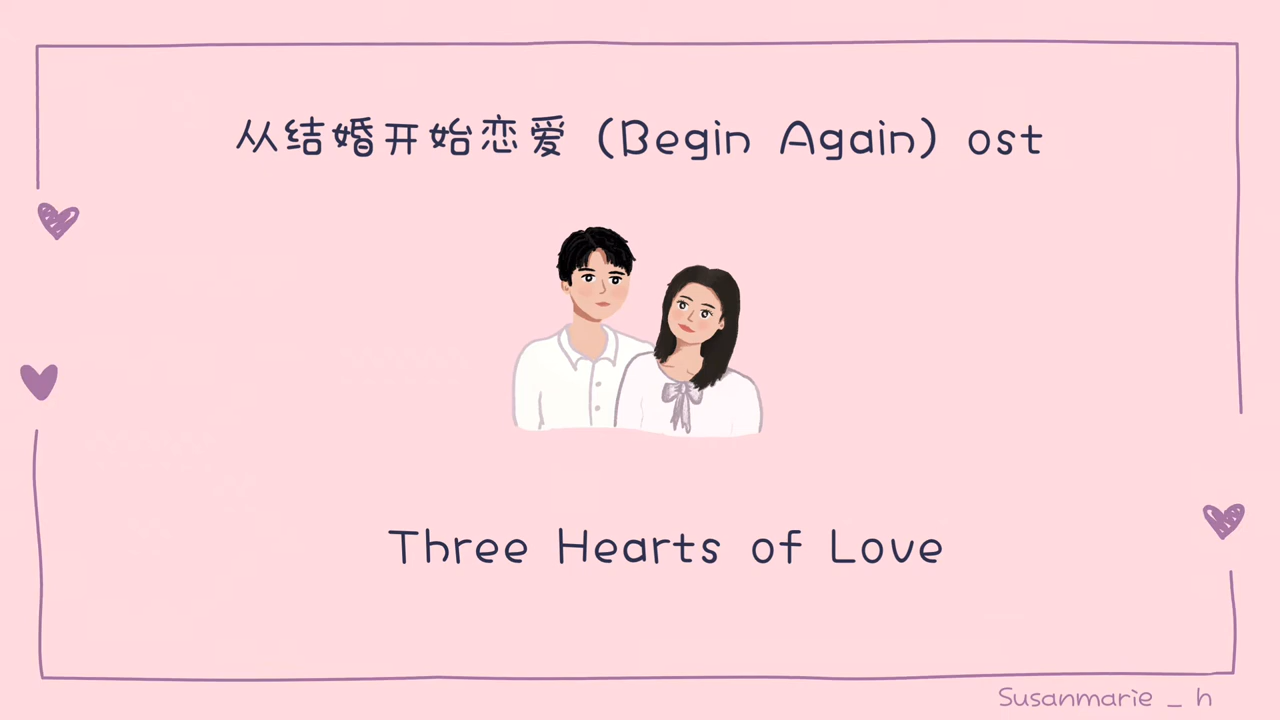 从结婚开始恋爱 (Begin Again) ost
Three Hearts of Love
Susanmarie _ h